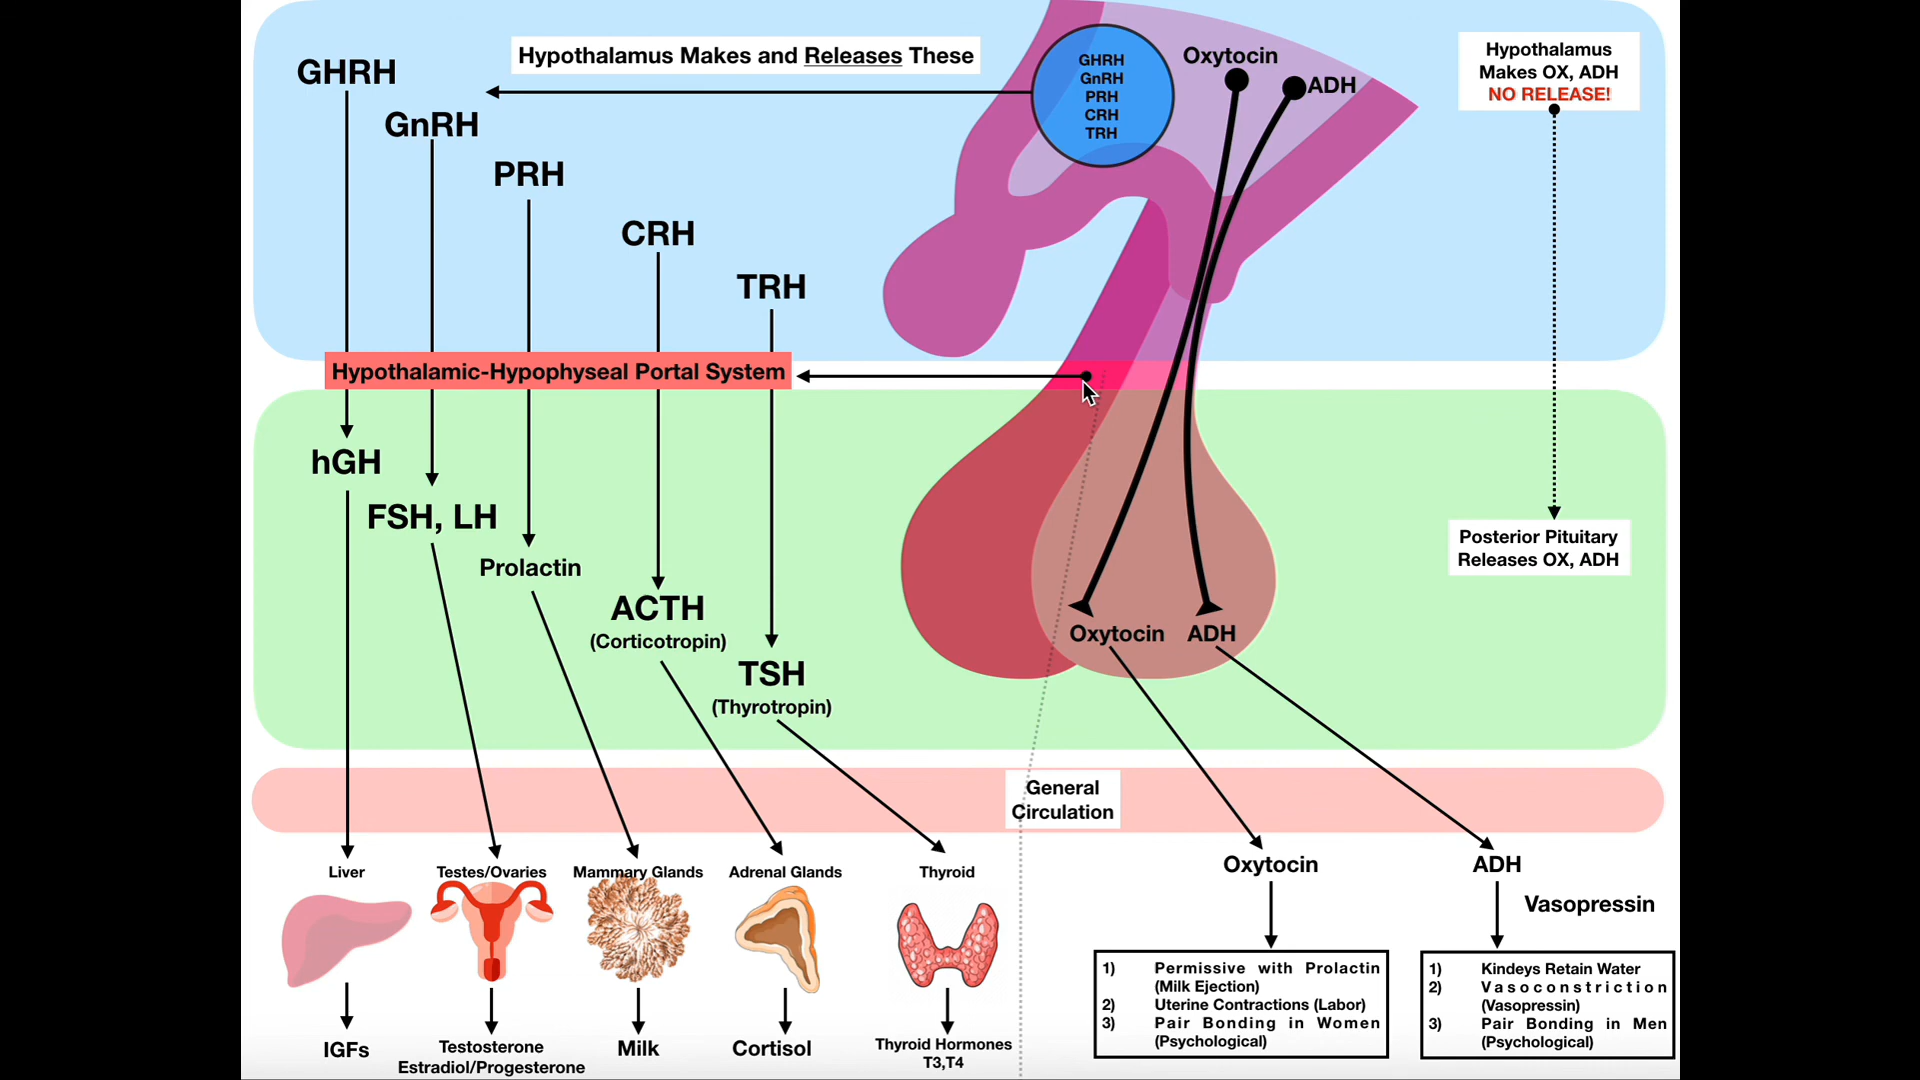 Hypothalamus Makes and Releases These
GHRH
GnRH
PRH
CRH
TRH
GHRH
GnRH
PRH
CRH
TRH
Oxytocin
ADH
Hypothalamus
Makes OX, ADH
NO RELEASE!
Hypothalamic-Hypophyseal Portal System
hGH
FSH, LH
Prolactin
ACTH
(Corticotropin)
TSH
(Thyrotropin)
Oxytocin
ADH
Posterior Pituitary
Releases OX, ADH
General
Circulation
Liver
Testes/Ovaries
Mammary Glands
Adrenal Glands
Thyroid
IGFs
Testosterone
Estradiol/Progesterone
Milk
Cortisol
Thyroid Hormones
T3,T4
Oxytocin
1) Permissive with Prolactin
(Milk Ejection)
2) Uterine Contractions (Labor)
3) Pair Bonding in Women
(Psychological)
ADH
Vasopressin
1) Kindeys Retain Water
2) Vasoconstriction
(Vasopressin)
3) Pair Bonding in Men
(Psychological)